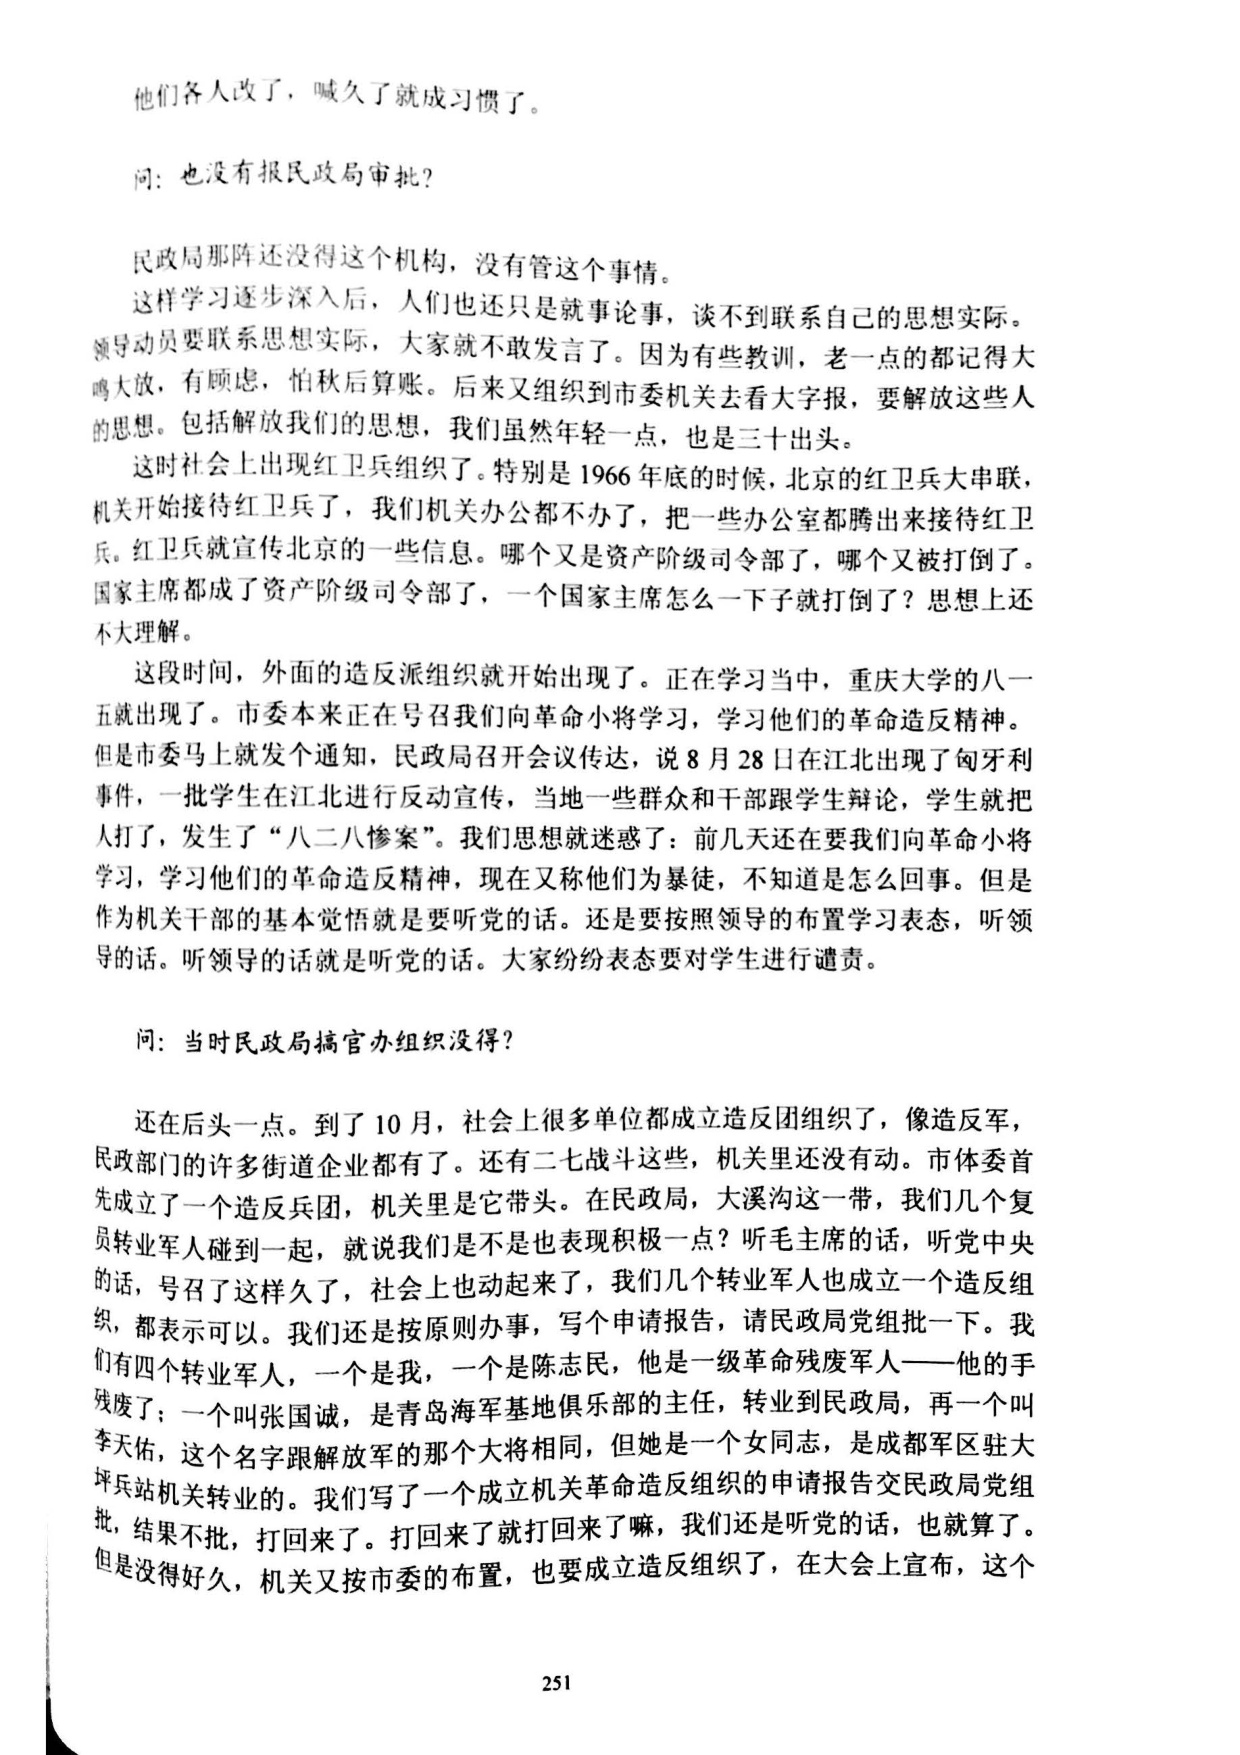 他们各人改了，喊久了就成习惯了。
问：也没有报民政局审批？
民政局那阵还没得这个机构，没有管这个事情。
这样学习逐步深入后，人们也还只是就事论事，谈不到联系自己的思想实际。
领导动员要联系思想实际，大家就不敢发言了。因为有些教训，老一点的都记得大
鸣大放，有顾虑，怕秋后算账。后来又组织到市委机关去看大字报，要解放这些人
的思想。包括解放我们的思想，我们虽然年轻一点，也是三十出头。
这时社会上出现红卫兵组织了。特别是 1966 年底的时候，北京的红卫兵大串联，
机关开始接待红卫兵了，我们机关办公都不办了，把一些办公室都腾出来接待红卫
兵。红卫兵就宣传北京的一些信息。哪个又是资产阶级司令部了，哪个又被打倒了。
国家主席都成了资产阶级司令部了，一个国家主席怎么一下子就打倒了？思想上还
不大理解。
这段时间，外面的造反派组织就开始出现了。正在学习当中，重庆大学的八一
五就出现了。市委本来正在号召我们向革命小将学习，学习他们的革命造反精神。
但是市委马上就发个通知，民政局召开会议传达，说 8 月 28 日在江北出现了匈牙利
事件，一批学生在江北进行反动宣传，当地一些群众和干部跟学生辩论，学生就把
人打了，发生了“八二八惨案”。我们思想就迷惑了：前几天还在要我们向革命小将
学习，学习他们的革命造反精神，现在又称他们为暴徒，不知道是怎么回事。但是
作为机关干部的基本觉悟就是要听党的话。还是要按照领导的布置学习表态，听领
导的话。听领导的话就是听党的话。大家纷纷表态要对学生进行谴责。
问：当时民政局搞官办组织没得？
还在后头一点。到了 10 月，社会上很多单位都成立造反团组织了，像造反军，
民政部门的许多街道企业都有了。还有二七战斗这些，机关里还没有动。市体委首
先成立了一个造反兵团，机关里是它带头。在民政局，大溪沟这一带，我们几个复
员转业军人碰到一起，就说我们是不是也表现积极一点？听毛主席的话，听党中央
的话，号召了这样久了，社会上也动起来了，我们几个转业军人也成立一个造反组
织，都表示可以。我们还是按原则办事，写个申请报告，请民政局党组批一下。我
们有四个转业军人，一个是我，一个是陈志民，他是一级革命残废军人——他的手
残废了；一个叫张国诚，是青岛海军基地俱乐部的主任，转业到民政局，再一个叫
李天佑，这个名字跟解放军的那个大将相同，但她是一个女同志，是成都军区驻大
坪兵站机关转业的。我们写了一个成立机关革命造反组织的申请报告交民政局党组
批，结果不批，打回来了。打回来了就打回来了嘛，我们还是听党的话，也就算了。
但是没得好久，机关又按市委的布置，也要成立造反组织了，在大会上宣布，这个
251